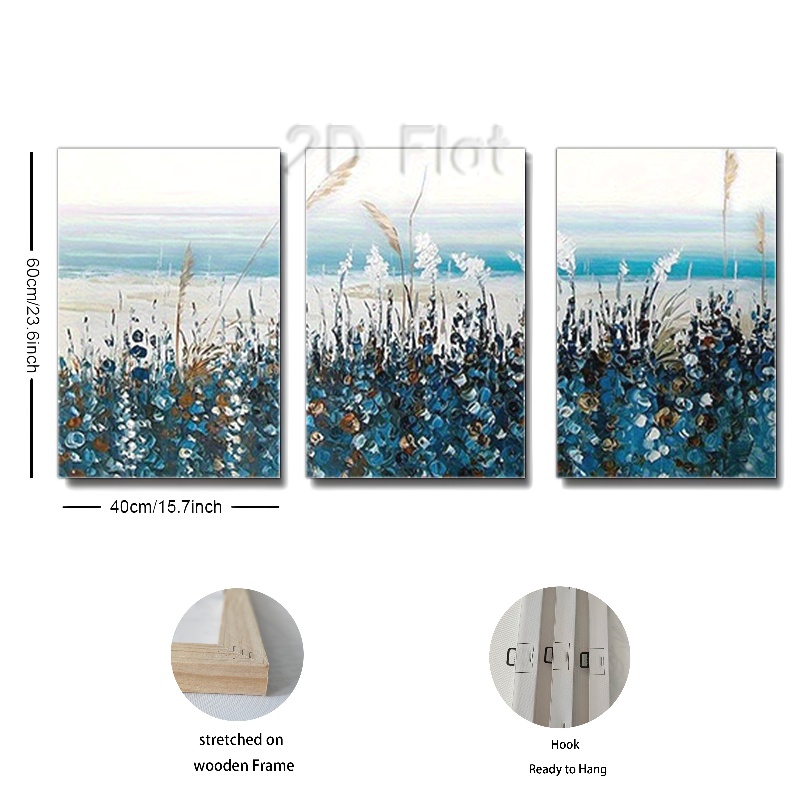 2D Flat
60cm/23.6inch
40cm/15.7inch
stretched on
wooden Frame
Hook
Ready to Hang